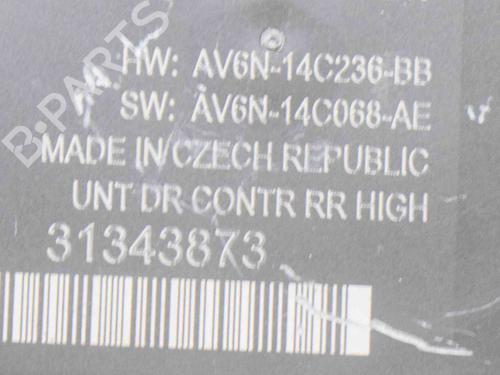 HW: AV6N-14C236-BB
SW: AV6N-14C068-AE
MADE IN CZECH REPUBLIC
UNT DR CONTR RR HIGH
31343873
B-PARTS